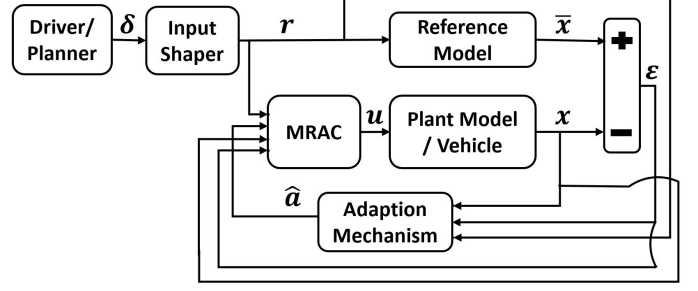 Driver/
Planner
δ
Input
Shaper
r
Reference
Model
x̅
+
−
ε
MRAC
u
Plant Model
/ Vehicle
x
â
Adaption
Mechanism